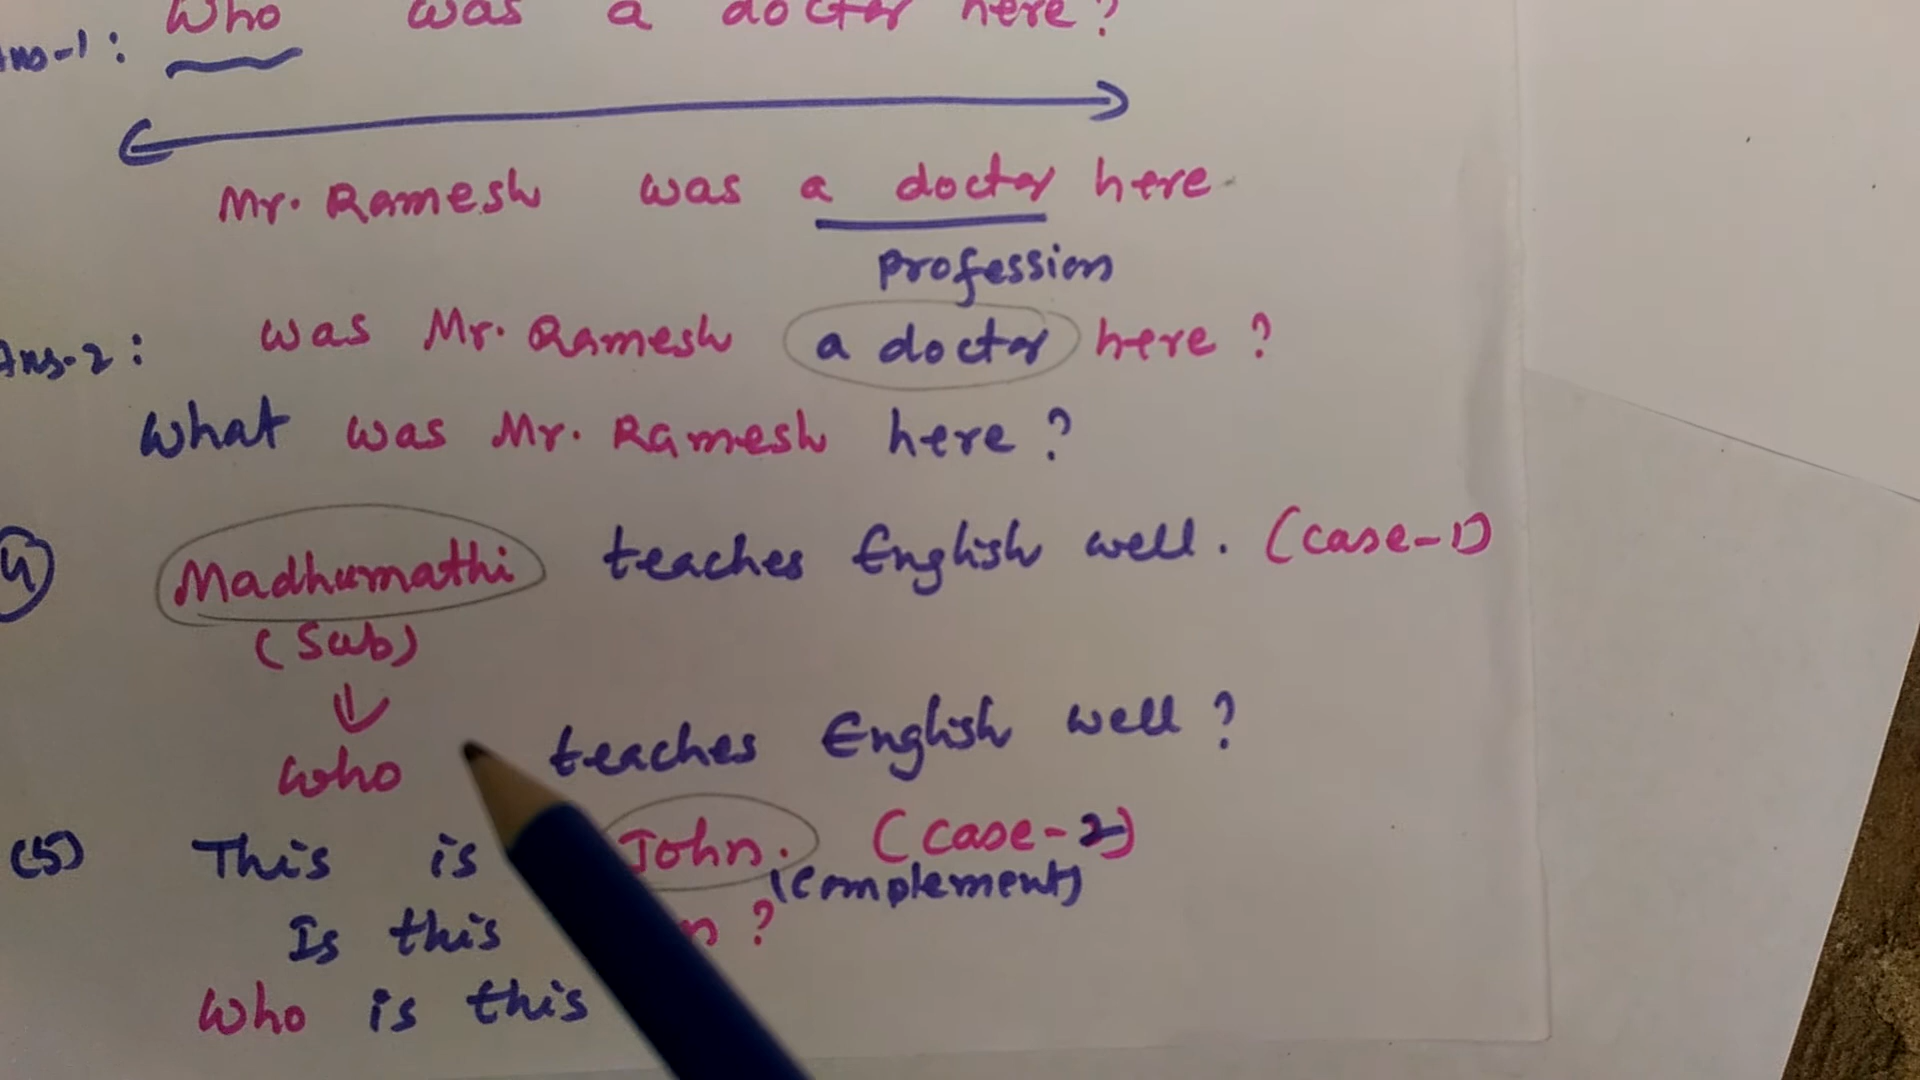 Who was a doctor here?
Ans-1:
Mr. Ramesh was a doctor here.
profession
Ans-2: was Mr. Ramesh a doctor here?
What was Mr. Ramesh here?
4 Madhumathi teaches English well. (case-1)
(Sub)
who teaches English well?
(5) This is John. (case-2)
(complement)
Is this ?
Who is this